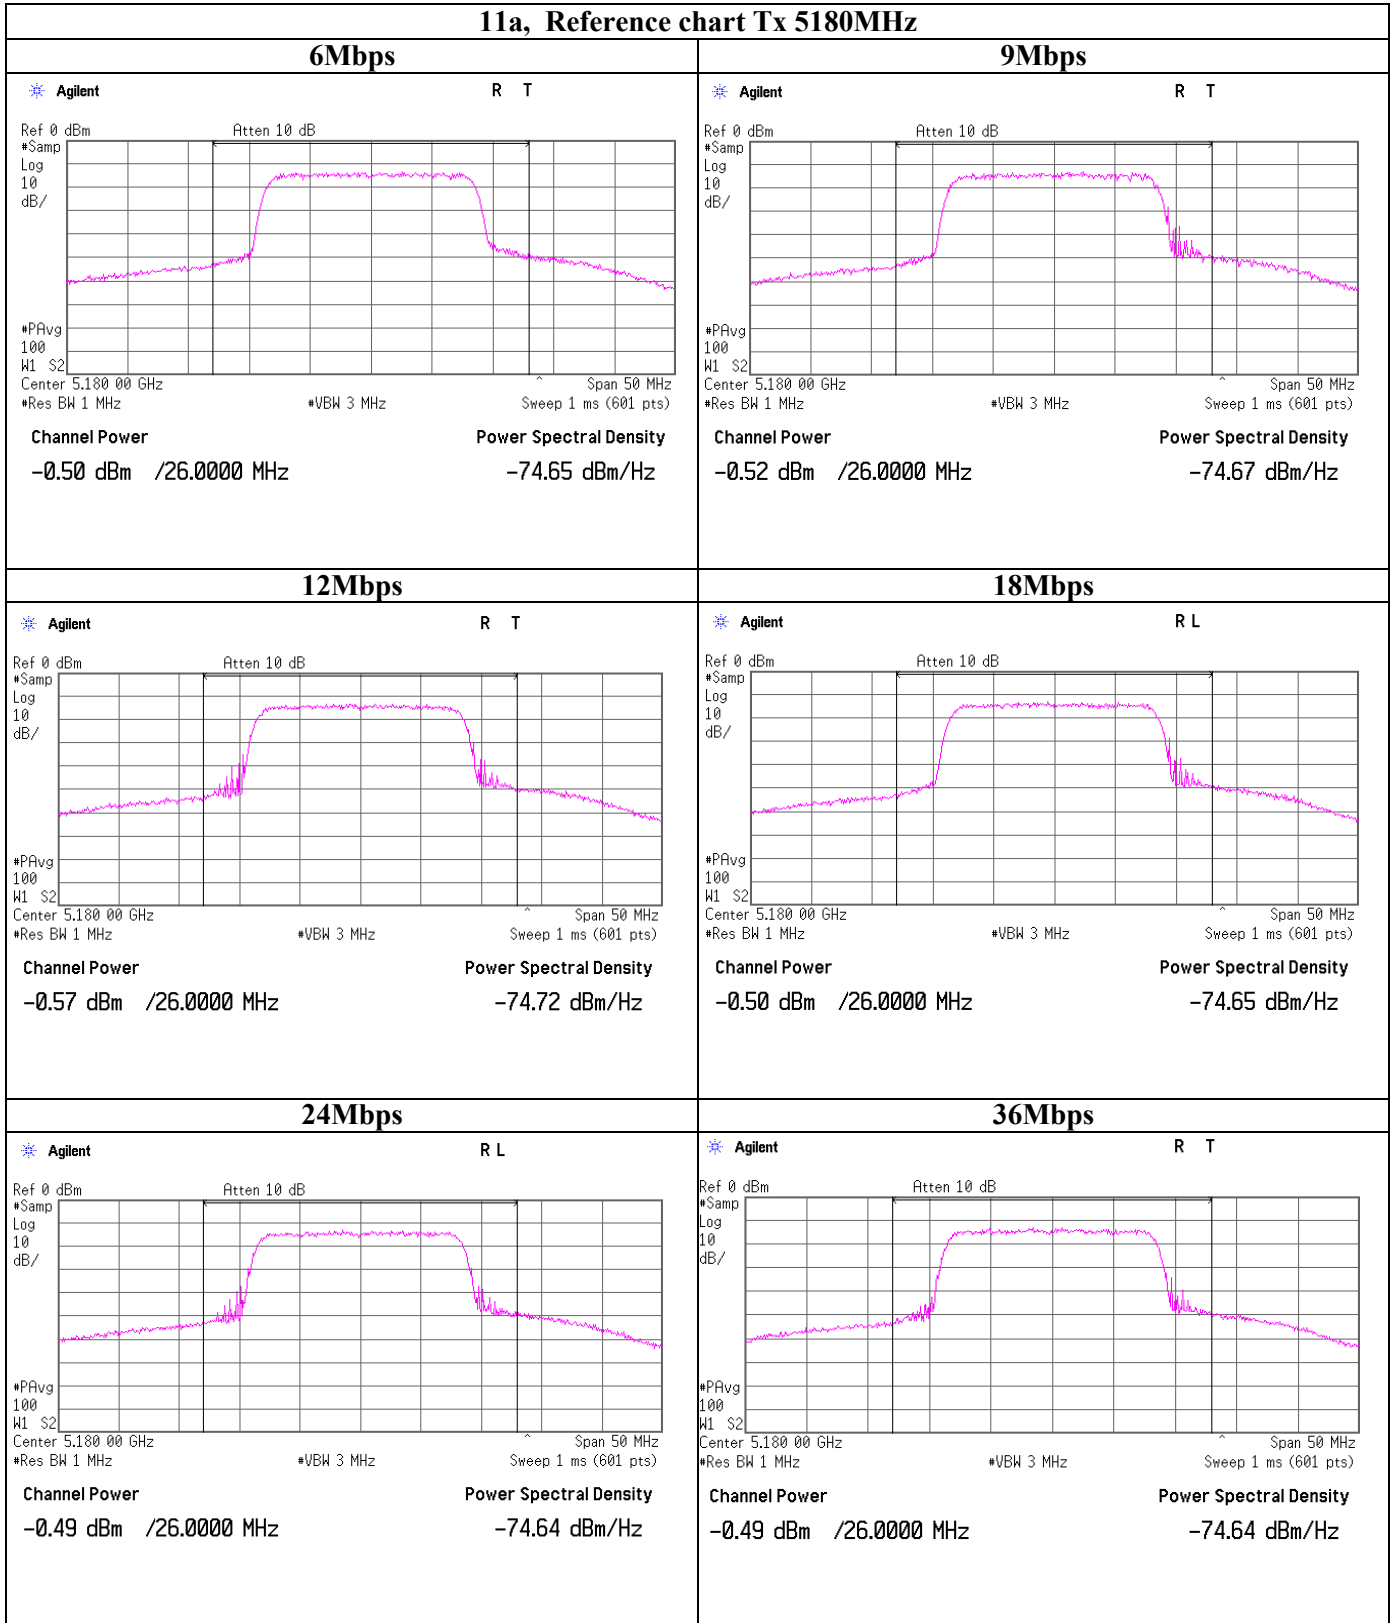 11a, Reference chart Tx 5180MHz
6Mbps
Agilent R T
Ref 0 dBm Atten 10 dB
#Samp
Log
10
dB/
#PAvg
100
W1 S2
Center 5.180 00 GHz Span 50 MHz
#Res BW 1 MHz #VBW 3 MHz Sweep 1 ms (601 pts)
Channel Power Power Spectral Density
-0.50 dBm /26.0000 MHz -74.65 dBm/Hz
9Mbps
Agilent R T
Ref 0 dBm Atten 10 dB
#Samp
Log
10
dB/
#PAvg
100
W1 S2
Center 5.180 00 GHz ^ Span 50 MHz
#Res BW 1 MHz #VBW 3 MHz Sweep 1 ms (601 pts)
Channel Power Power Spectral Density
-0.52 dBm /26.0000 MHz -74.67 dBm/Hz
12Mbps
Agilent R T
Ref 0 dBm Atten 10 dB
#Samp
Log
10
dB/
#PAvg
100
W1 S2
Center 5.180 00 GHz ^ Span 50 MHz
#Res BW 1 MHz #VBW 3 MHz Sweep 1 ms (601 pts)
Channel Power Power Spectral Density
-0.57 dBm /26.0000 MHz -74.72 dBm/Hz
18Mbps
Agilent R L
Ref 0 dBm Atten 10 dB
#Samp
Log
10
dB/
#PAvg
100
W1 S2
Center 5.180 00 GHz ^ Span 50 MHz
#Res BW 1 MHz #VBW 3 MHz Sweep 1 ms (601 pts)
Channel Power Power Spectral Density
-0.50 dBm /26.0000 MHz -74.65 dBm/Hz
24Mbps
Agilent R L
Ref 0 dBm Atten 10 dB
#Samp
Log
10
dB/
#PAvg
100
W1 S2
Center 5.180 00 GHz ^ Span 50 MHz
#Res BW 1 MHz #VBW 3 MHz Sweep 1 ms (601 pts)
Channel Power Power Spectral Density
-0.49 dBm /26.0000 MHz -74.64 dBm/Hz
36Mbps
Agilent R T
Ref 0 dBm Atten 10 dB
#Samp
Log
10
dB/
#PAvg
100
W1 S2
Center 5.180 00 GHz ^ Span 50 MHz
#Res BW 1 MHz #VBW 3 MHz Sweep 1 ms (601 pts)
Channel Power Power Spectral Density
-0.49 dBm /26.0000 MHz -74.64 dBm/Hz